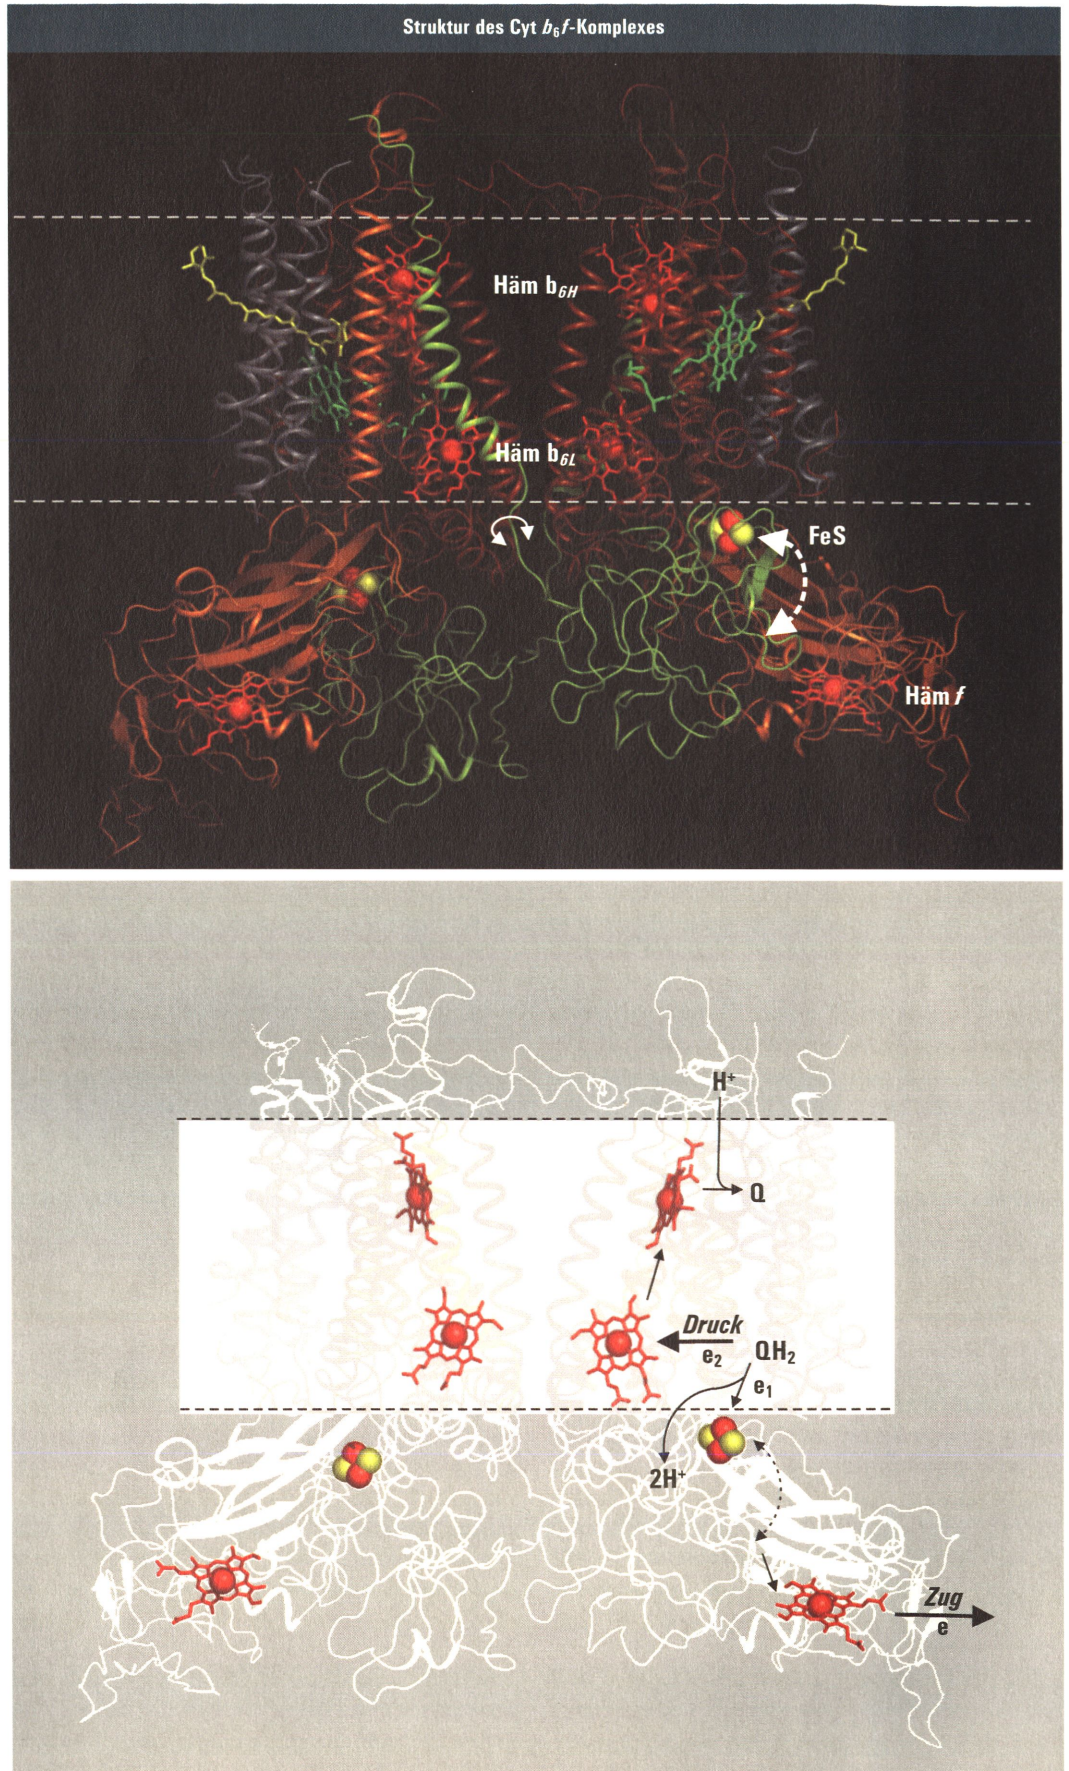 Struktur des Cyt b₆f-Komplexes
Häm b6H
Häm b6L
FeS
Häm f
H⁺
Q
Druck
e₂
QH₂
e₁
2H⁺
Zug
e